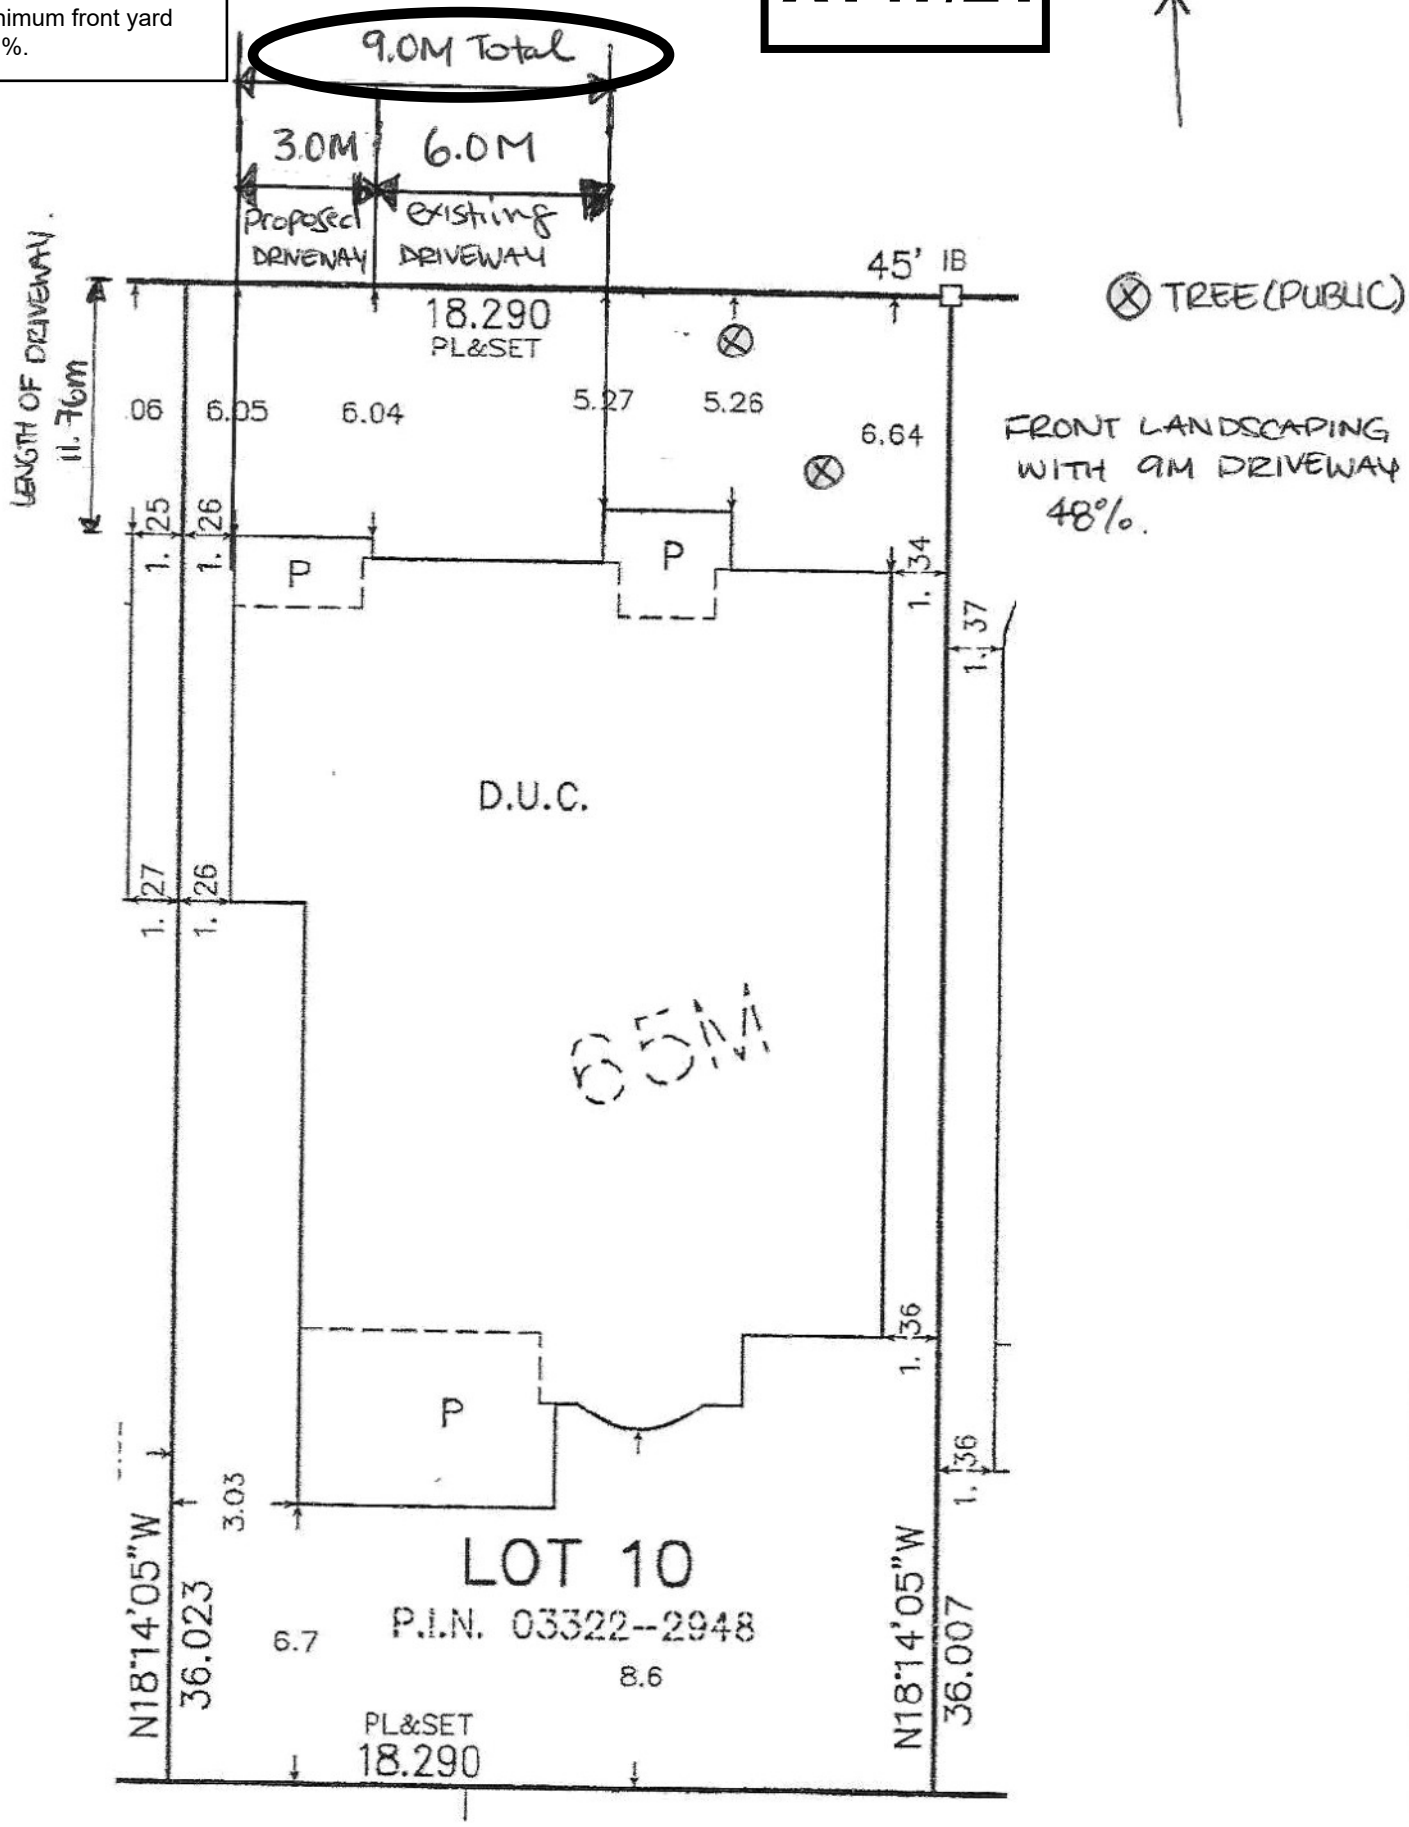 nimum front yard
%.
9.0M Total
3.0M
6.0M
proposed
DRIVEWAY
existing
DRIVEWAY
LENGTH OF DRIVEWAY.
11.76m
45' IB
TREE (PUBLIC)
18.290
PL&SET
.06
6.05
6.04
5.27
5.26
6.64
FRONT LANDSCAPING
WITH 9M DRIVEWAY
48%.
1.25
1.26
P
P
1.34
1.37
D.U.C.
1.27
1.26
65M
1.36
P
1.36
3.03
LOT 10
P.I.N. 03322--2948
N18°14'05"W
36.023
6.7
8.6
N18°14'05"W
36.007
PL&SET
18.290